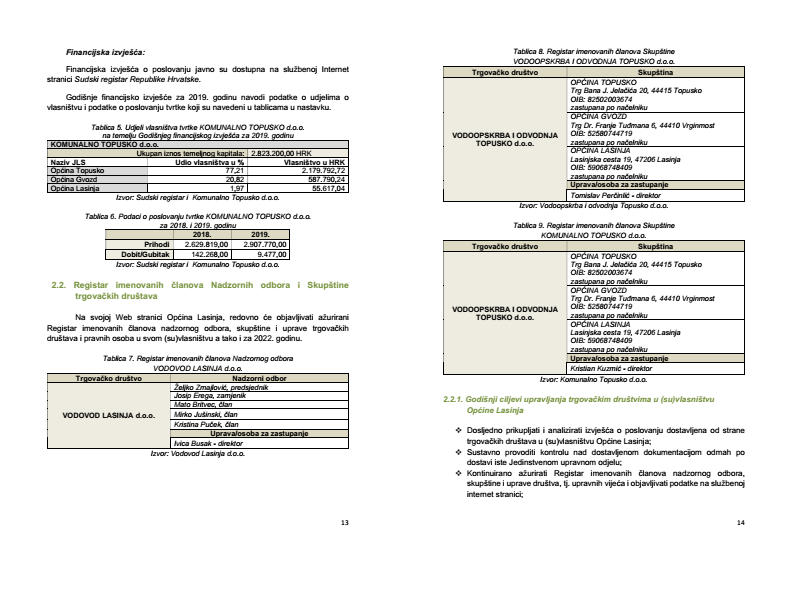 Financijska izvješća:
Financijska izvješća o poslovanju javno su dostupna na službenoj Internet
stranici Sudski registar Republike Hrvatske.
Godišnje financijsko izvješće za 2019. godinu navodi podatke o udjelima o
vlasništvu i podatke o poslovanju tvrtke koji su navedeni u tablicama u nastavku.
Tablica 5. Udjeli vlasništva tvrtke KOMUNALNO TOPUSKO d.o.o.
na temelju Godišnjeg financijskog izvješća za 2019. godinu
KOMUNALNO TOPUSKO d.o.o.
Ukupan iznos temeljnog kapitala: 2.823.200,00 HRK
Naziv JLS Udio vlasništva u % Vlasništvo u HRK
Općina Topusko 77,21 2.179.792,72
Općina Gvozd 20,82 587.790,24
Općina Lasinja 1,97 55.617,04
Izvor: Sudski registar i Komunalno Topusko d.o.o.
Tablica 6. Podaci o poslovanju tvrtke KOMUNALNO TOPUSKO d.o.o.
za 2018. i 2019. godinu
2018. 2019.
Prihodi 2.629.819,00 2.907.770,00
Dobit/Gubitak 142.268,00 9.477,00
Izvor: Sudski registar i Komunalno Topusko d.o.o.
2.2. Registar imenovanih članova Nadzornih odbora i Skupštine
trgovačkih društava
Na svojoj Web stranici Općina Lasinja, redovno će objavljivati ažurirani
Registar imenovanih članova nadzornog odbora, skupštine i uprave trgovačkih
društava i pravnih osoba u svom (su)vlasništvu a tako i za 2022. godinu.
Tablica 7. Registar imenovanih članova Nadzornog odbora
VODOVOD LASINJA d.o.o.
Trgovačko društvo Nadzorni odbor
VODOVOD LASINJA d.o.o.
Željko Zmajlović, predsjednik
Josip Erega, zamjenik
Mato Britvec, član
Mirko Jušinski, član
Kristina Puček, član
Uprava/osoba za zastupanje
Ivica Busak - direktor
Izvor: Vodovod Lasinja d.o.o.
13
Tablica 8. Registar imenovanih članova Skupštine
VODOOPSKRBA I ODVODNJA TOPUSKO d.o.o.
Trgovačko društvo Skupština
VODOOPSKRBA I ODVODNJA
TOPUSKO d.o.o.
OPĆINA TOPUSKO
Trg Bana J. Jelačića 20, 44415 Topusko
OIB: 82502003674
zastupana po načelniku
OPĆINA GVOZD
Trg Dr. Franje Tuđmana 6, 44410 Vrginmost
OIB: 52580744719
zastupana po načelniku
OPĆINA LASINJA
Lasinjska cesta 19, 47206 Lasinja
OIB: 59068748409
zastupana po načelniku
Uprava/osoba za zastupanje
Tomislav Perčinlić - direktor
Izvor: Vodoopskrba i odvodnja Topusko d.o.o.
Tablica 9. Registar imenovanih članova Skupštine
KOMUNALNO TOPUSKO d.o.o.
Trgovačko društvo Skupština
VODOOPSKRBA I ODVODNJA
TOPUSKO d.o.o.
OPĆINA TOPUSKO
Trg Bana J. Jelačića 20, 44415 Topusko
OIB: 82502003674
zastupana po načelniku
OPĆINA GVOZD
Trg Dr. Franje Tuđmana 6, 44410 Vrginmost
OIB: 52580744719
zastupana po načelniku
OPĆINA LASINJA
Lasinjska cesta 19, 47206 Lasinja
OIB: 59068748409
zastupana po načelniku
Uprava/osoba za zastupanje
Kristian Kuzmić - direktor
Izvor: Komunalno Topusko d.o.o.
2.2.1. Godišnji ciljevi upravljanja trgovačkim društvima u (su)vlasništvu
Općine Lasinja
❖ Dosljedno prikupljati i analizirati izvješća o poslovanju dostavljena od strane
trgovačkih društava u (su)vlasništvu Općine Lasinja;
❖ Sustavno provoditi kontrolu nad dostavljenom dokumentacijom odmah po
dostavi iste Jedinstvenom upravnom odjelu;
❖ Kontinuirano ažurirati Registar imenovanih članova nadzornog odbora,
skupštine i uprave društva, tj. upravnih vijeća i objavljivati podatke na službenoj
internet stranici;
14